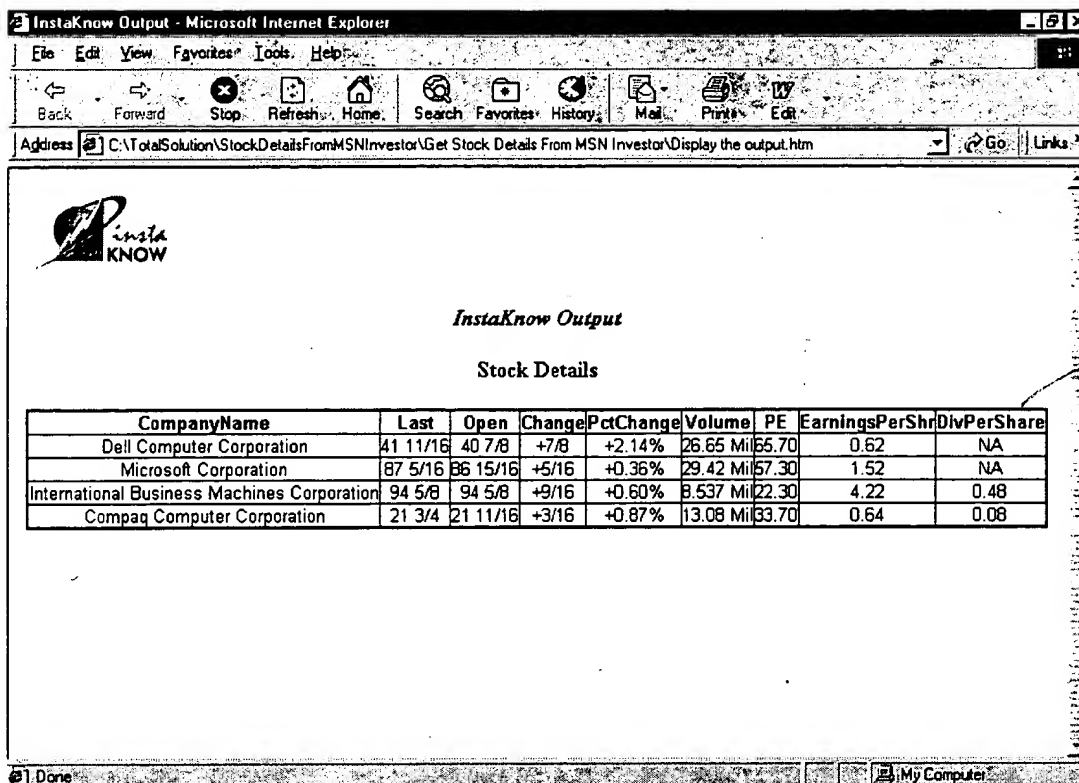 InstaKnow Output - Microsoft Internet Explorer
File Edit View Favorites Tools Help
Back Forward Stop Refresh Home Search Favorites History Mail Print Edit
Address C:\TotalSolution\StockDetailsFromMSNInvestor\Get Stock Details From MSN Investor\Display the output.htm Go Links
insta
KNOW
InstaKnow Output
Stock Details
CompanyName Last Open Change PctChange Volume PE EarningsPerShr DivPerShare
Dell Computer Corporation 41 11/16 40 7/8 +7/8 +2.14% 26.65 Mil 65.70 0.62 NA
Microsoft Corporation 87 5/16 86 15/16 +5/16 +0.36% 29.42 Mil 57.30 1.52 NA
International Business Machines Corporation 94 5/8 94 5/8 +9/16 +0.60% 8.537 Mil 22.30 4.22 0.48
Compaq Computer Corporation 21 3/4 21 11/16 +3/16 +0.87% 13.08 Mil 33.70 0.64 0.08
Done My Computer